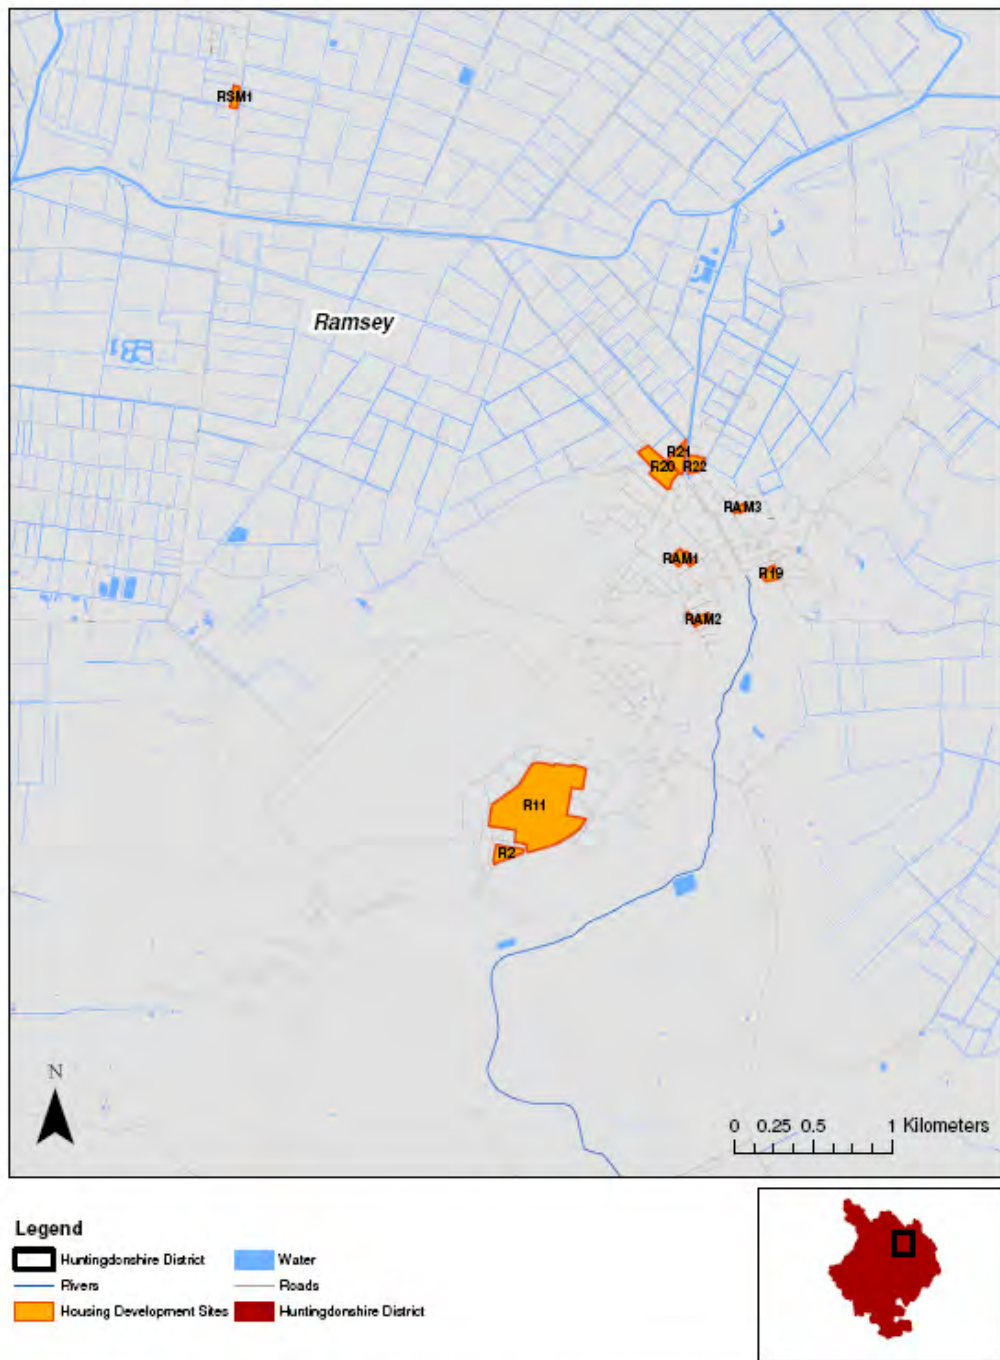 RSM1
Ramsey
R21
R20 R22
RAM3
RAM1
R19
RAM2
R11
R2
N
0 0.25 0.5 1 Kilometers
Legend
Huntingdonshire District Water
Rivers Roads
Housing Development Sites Huntingdonshire District